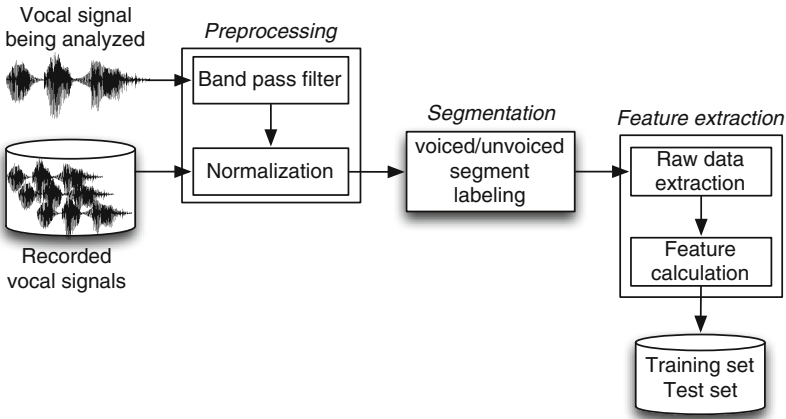 Vocal signal
being analyzed
Preprocessing
Band pass filter
Normalization
Recorded
vocal signals
Segmentation
voiced/unvoiced
segment
labeling
Feature extraction
Raw data
extraction
Feature
calculation
Training set
Test set